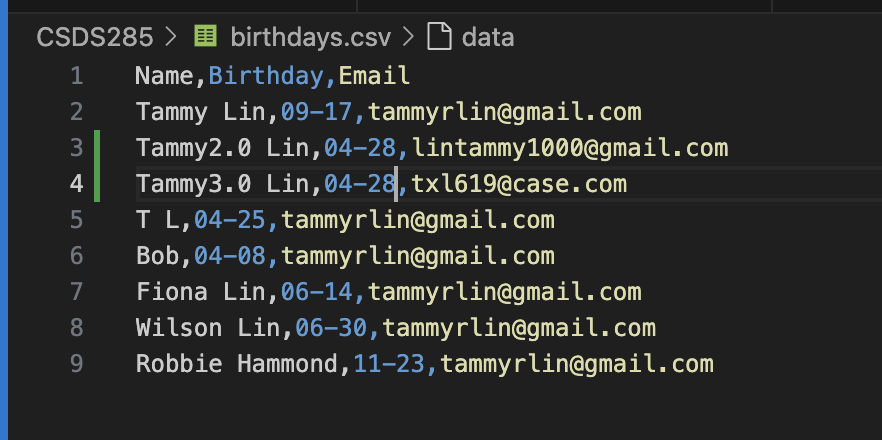 CSDS285 > birthdays.csv > data
1 Name,Birthday,Email
2 Tammy Lin,09-17,tammyrlin@gmail.com
3 Tammy2.0 Lin,04-28,lintammy1000@gmail.com
4 Tammy3.0 Lin,04-28,txl619@case.com
5 T L,04-25,tammyrlin@gmail.com
6 Bob,04-08,tammyrlin@gmail.com
7 Fiona Lin,06-14,tammyrlin@gmail.com
8 Wilson Lin,06-30,tammyrlin@gmail.com
9 Robbie Hammond,11-23,tammyrlin@gmail.com